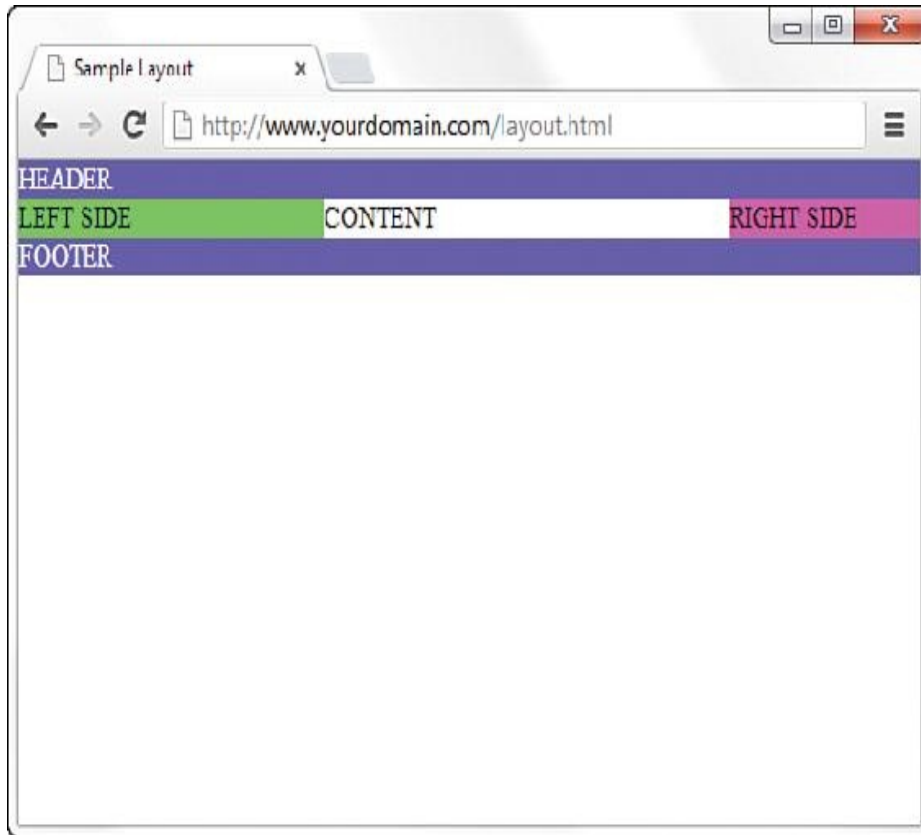 Sample Layout
http://www.yourdomain.com/layout.html
HEADER
LEFT SIDE CONTENT RIGHT SIDE
FOOTER